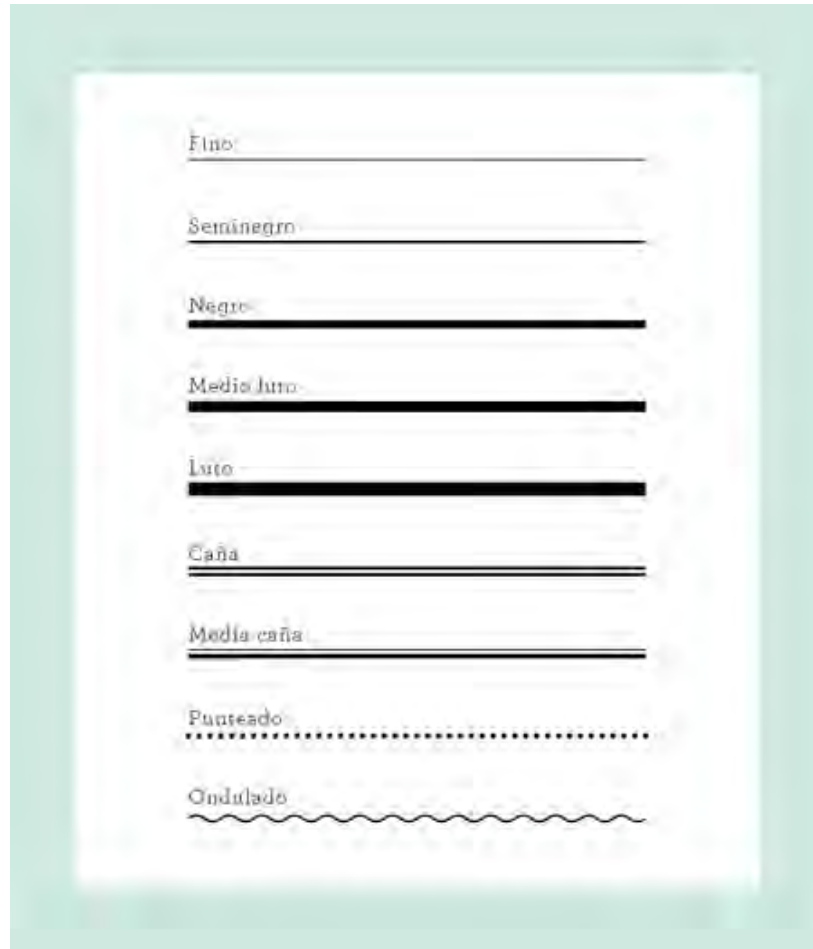 Fino
Seminegro
Negro
Medio luto
Luto
Caña
Media caña
Punteado
Ondulado